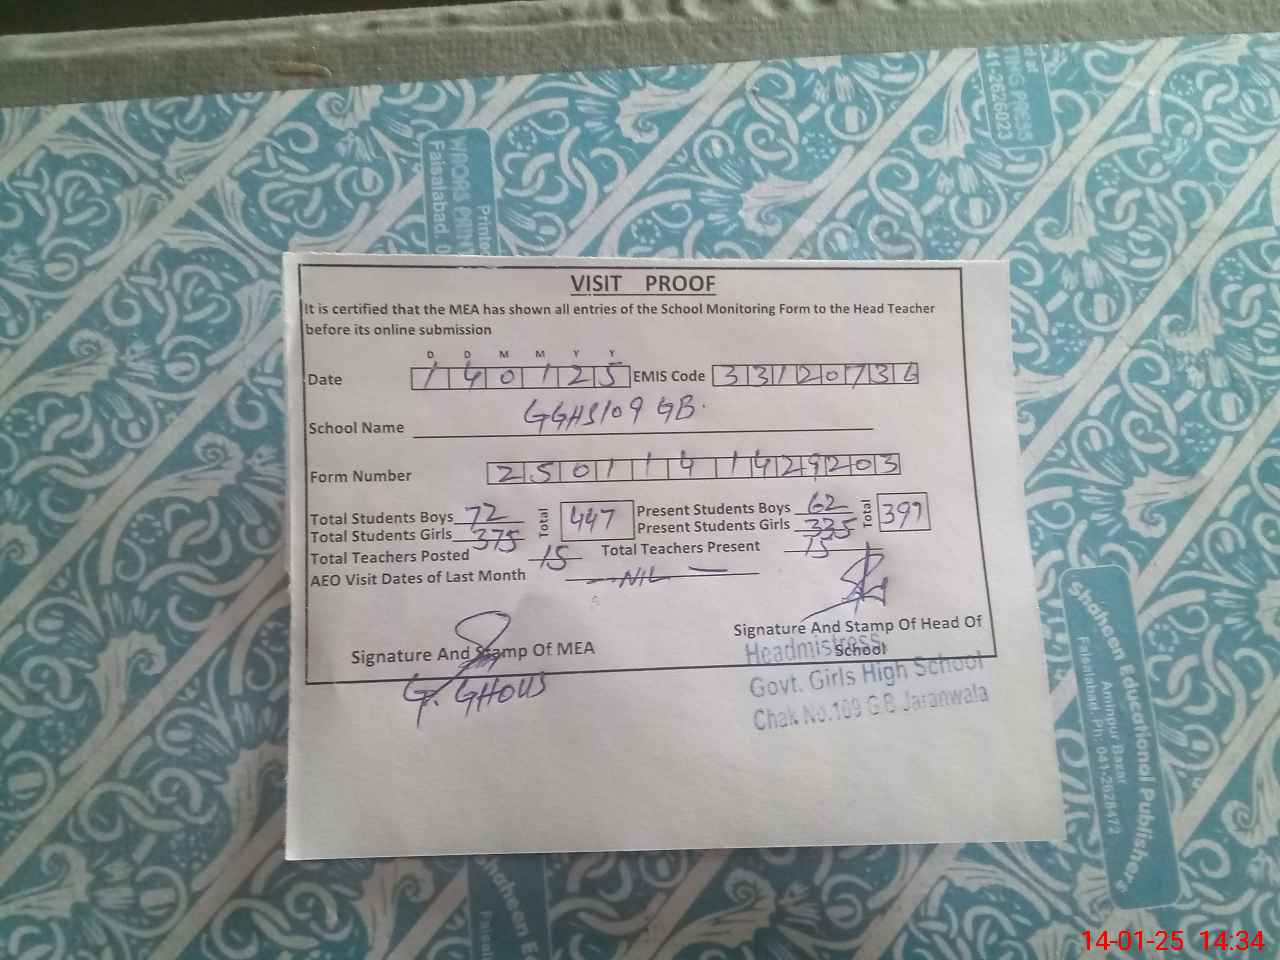 11-2626023
MAQAS PRIN
Faisalabad.
Printer
VISIT PROOF
It is certified that the MEA has shown all entries of the School Monitoring Form to the Head Teacher
before its online submission
D D M M Y Y
Date 1 4 0 1 2 5 EMIS Code 3 3 1 2 0 7 3 6
School Name GGHS 109 GB.
Form Number 2 5 0 1 1 4 1 4 2 9 2 0 3
Total Students Boys 72 Total 447 Present Students Boys 62 Total 397
Total Students Girls 375 Present Students Girls 335
Total Teachers Posted 15 Total Teachers Present 15
AEO Visit Dates of Last Month — NIL —
Signature And Stamp Of MEA
G. GHOUS
Signature And Stamp Of Head Of
School
Headmistress
Govt. Girls High School
Chak No.109 G.B Jaranwala
Shaheen Educational Publishers
Aminpur Bazar
Faisalabad. Ph: 041-2628472
Shaheen E
Faisala
14-01-25 14:34